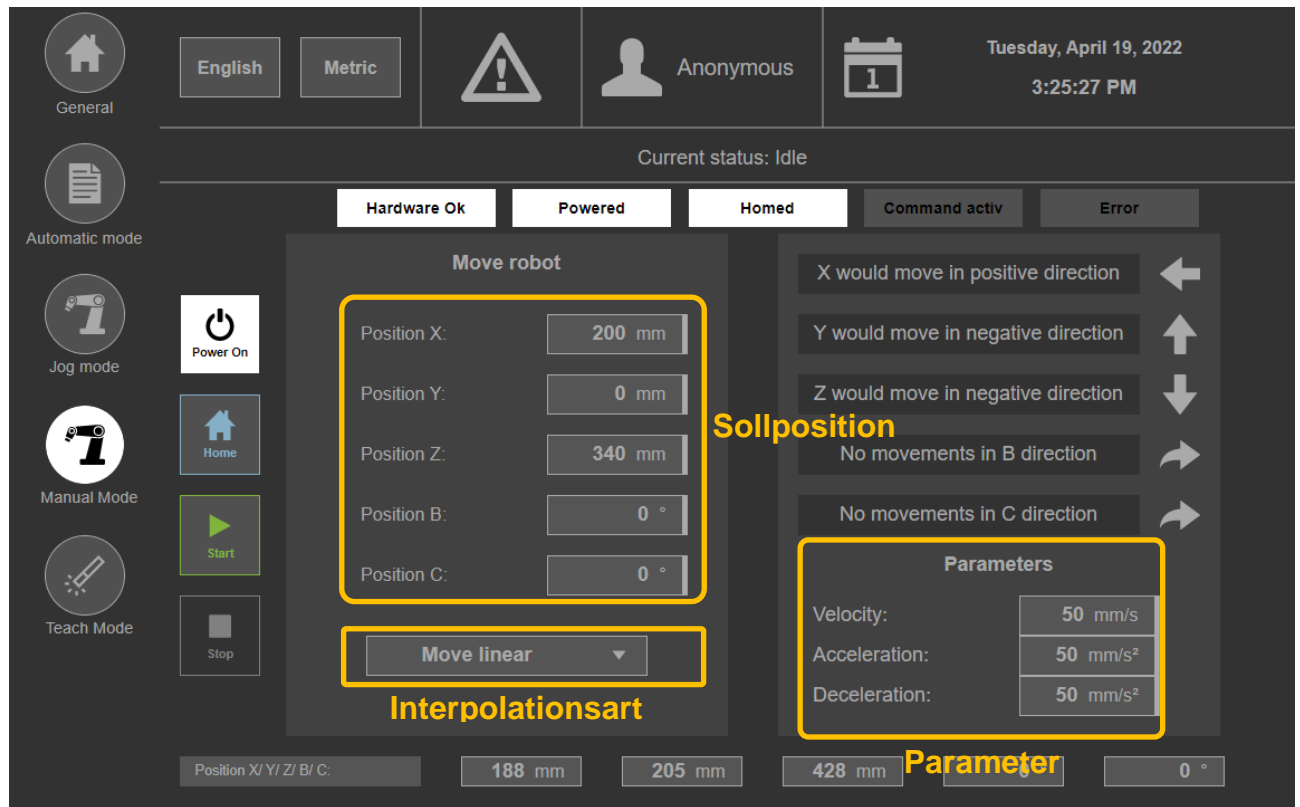 General
English
Metric
Anonymous
1
Tuesday, April 19, 2022
3:25:27 PM
Current status: Idle
Automatic mode
Hardware Ok
Powered
Homed
Command activ
Error
Jog mode
Manual Mode
Teach Mode
Power On
Home
Start
Stop
Move robot
Position X: 200 mm
Position Y: 0 mm
Position Z: 340 mm
Position B: 0 °
Position C: 0 °
Sollposition
Move linear
Interpolationsart
X would move in positive direction
Y would move in negative direction
Z would move in negative direction
No movements in B direction
No movements in C direction
Parameters
Velocity: 50 mm/s
Acceleration: 50 mm/s²
Deceleration: 50 mm/s²
Parameter
Position X/ Y/ Z/ B/ C: 188 mm 205 mm 428 mm 0 °